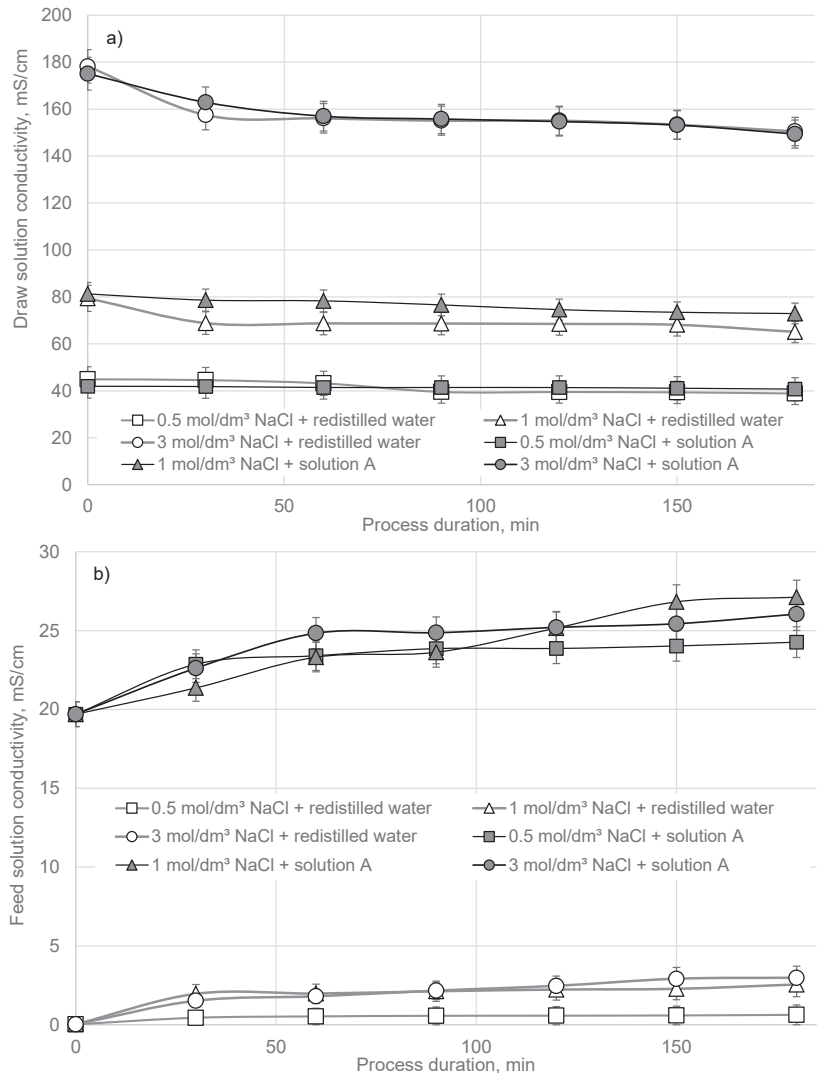 a)
Draw solution conductivity, mS/cm
200
180
160
140
120
100
80
60
40
20
0
0.5 mol/dm³ NaCl + redistilled water 1 mol/dm³ NaCl + redistilled water
3 mol/dm³ NaCl + redistilled water 0.5 mol/dm³ NaCl + solution A
1 mol/dm³ NaCl + solution A 3 mol/dm³ NaCl + solution A
0 50 100 150
Process duration, min
b)
Feed solution conductivity, mS/cm
30
25
20
15
10
5
0
0.5 mol/dm³ NaCl + redistilled water 1 mol/dm³ NaCl + redistilled water
3 mol/dm³ NaCl + redistilled water 0.5 mol/dm³ NaCl + solution A
1 mol/dm³ NaCl + solution A 3 mol/dm³ NaCl + solution A
0 50 100 150
Process duration, min